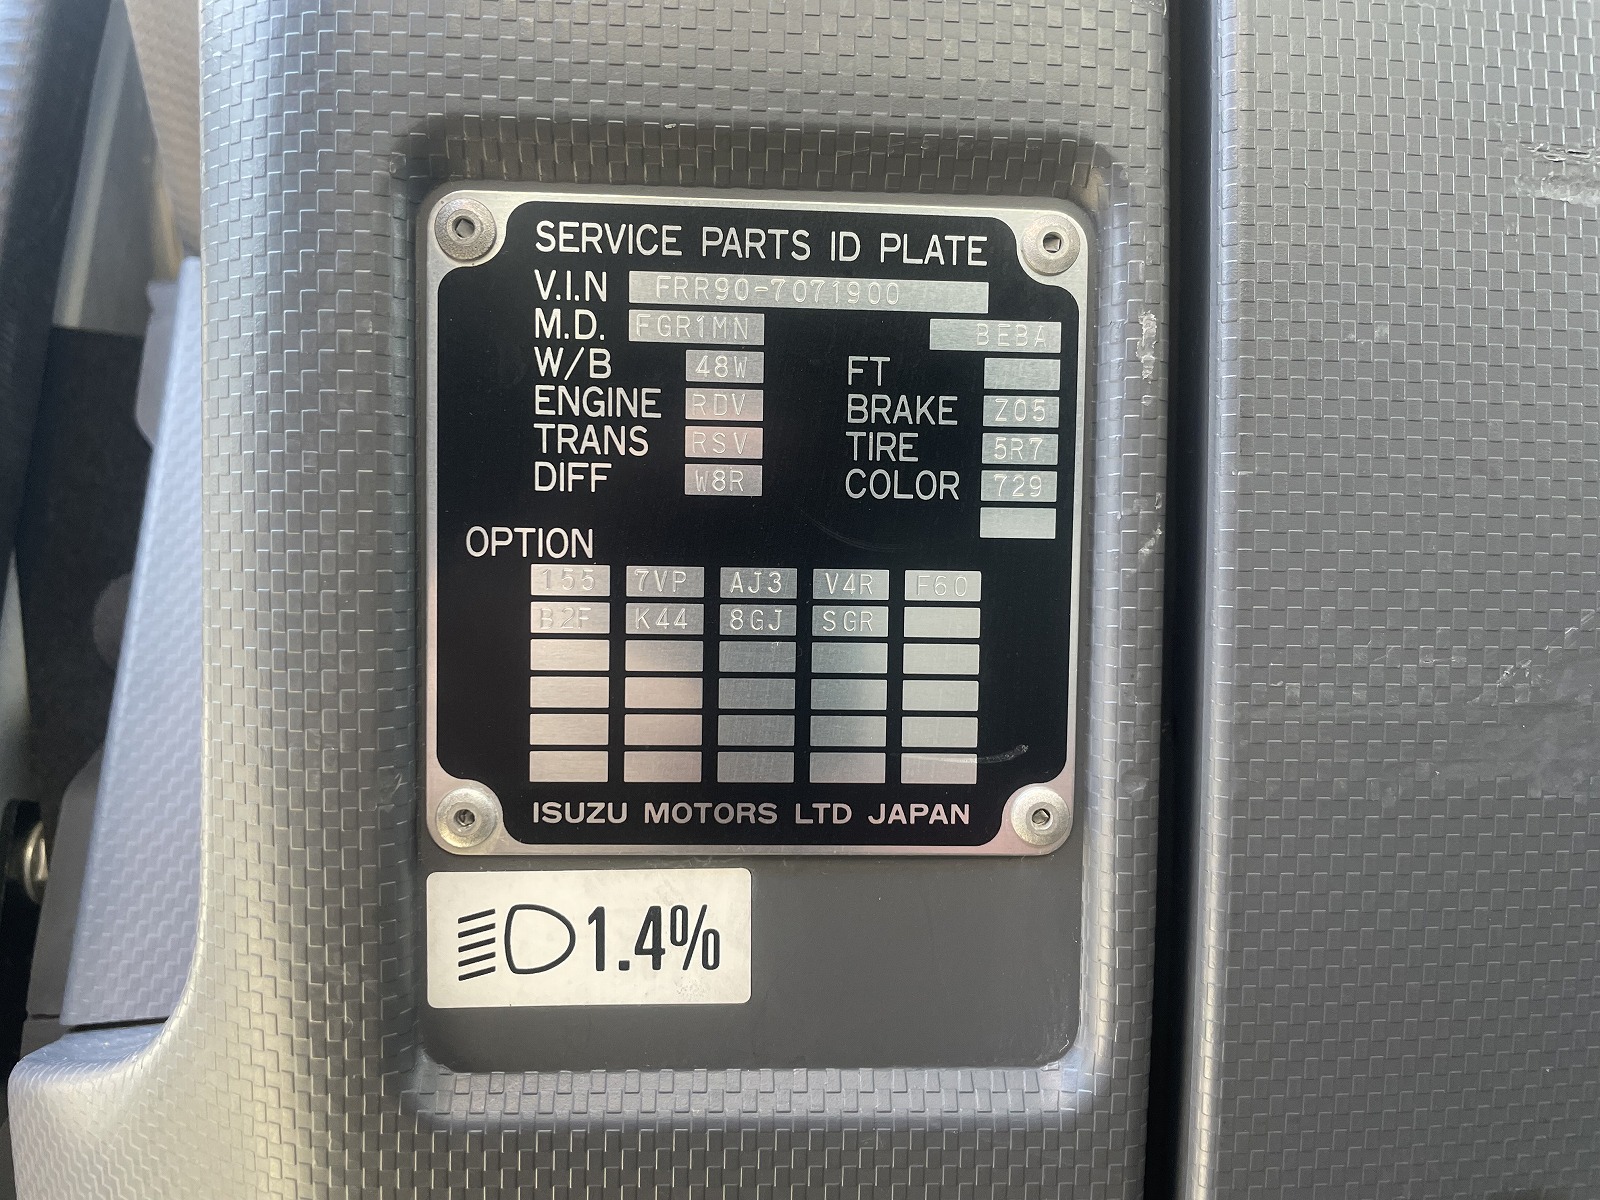 SERVICE PARTS ID PLATE
V.I.N FRR90-7071900
M.D. FGR1MN BEBA
W/B 48W FT
ENGINE RDV BRAKE Z05
TRANS RSV TIRE 5R7
DIFF W8R COLOR 729
OPTION
155 7VP AJ3 V4R F60
B2F K44 8GJ SGR
ISUZU MOTORS LTD JAPAN
1.4%